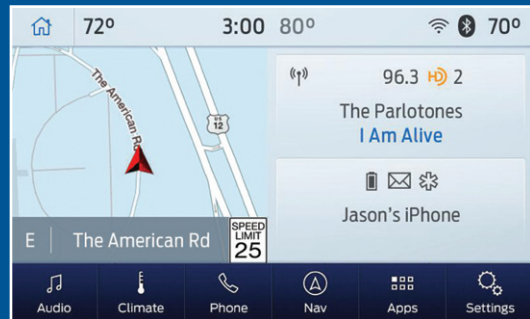 72º 3:00 80º 70º
The American Rd
US
12
96.3 HD 2
The Parlotones
I Am Alive
Jason's iPhone
E The American Rd
SPEED
LIMIT
25
Audio Climate Phone Nav Apps Settings